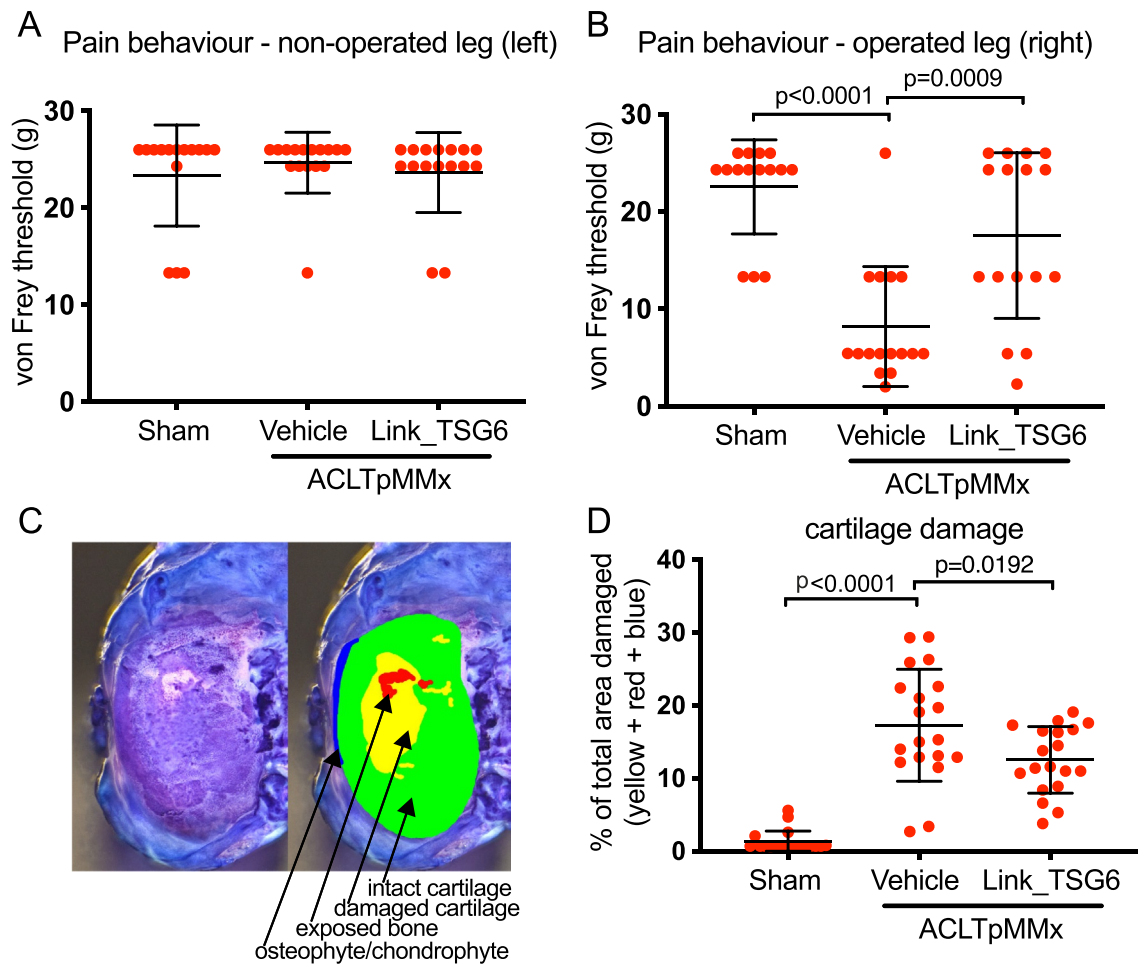 A
Pain behaviour - non-operated leg (left)
von Frey threshold (g)
30
20
10
0
Sham
Vehicle
Link_TSG6
ACLTpMMx
B
Pain behaviour - operated leg (right)
p<0.0001
p=0.0009
von Frey threshold (g)
30
20
10
0
Sham
Vehicle
Link_TSG6
ACLTpMMx
C
intact cartilage
damaged cartilage
exposed bone
osteophyte/chondrophyte
D
cartilage damage
p<0.0001
p=0.0192
% of total area damaged
(yellow + red + blue)
40
30
20
10
0
Sham
Vehicle
Link_TSG6
ACLTpMMx